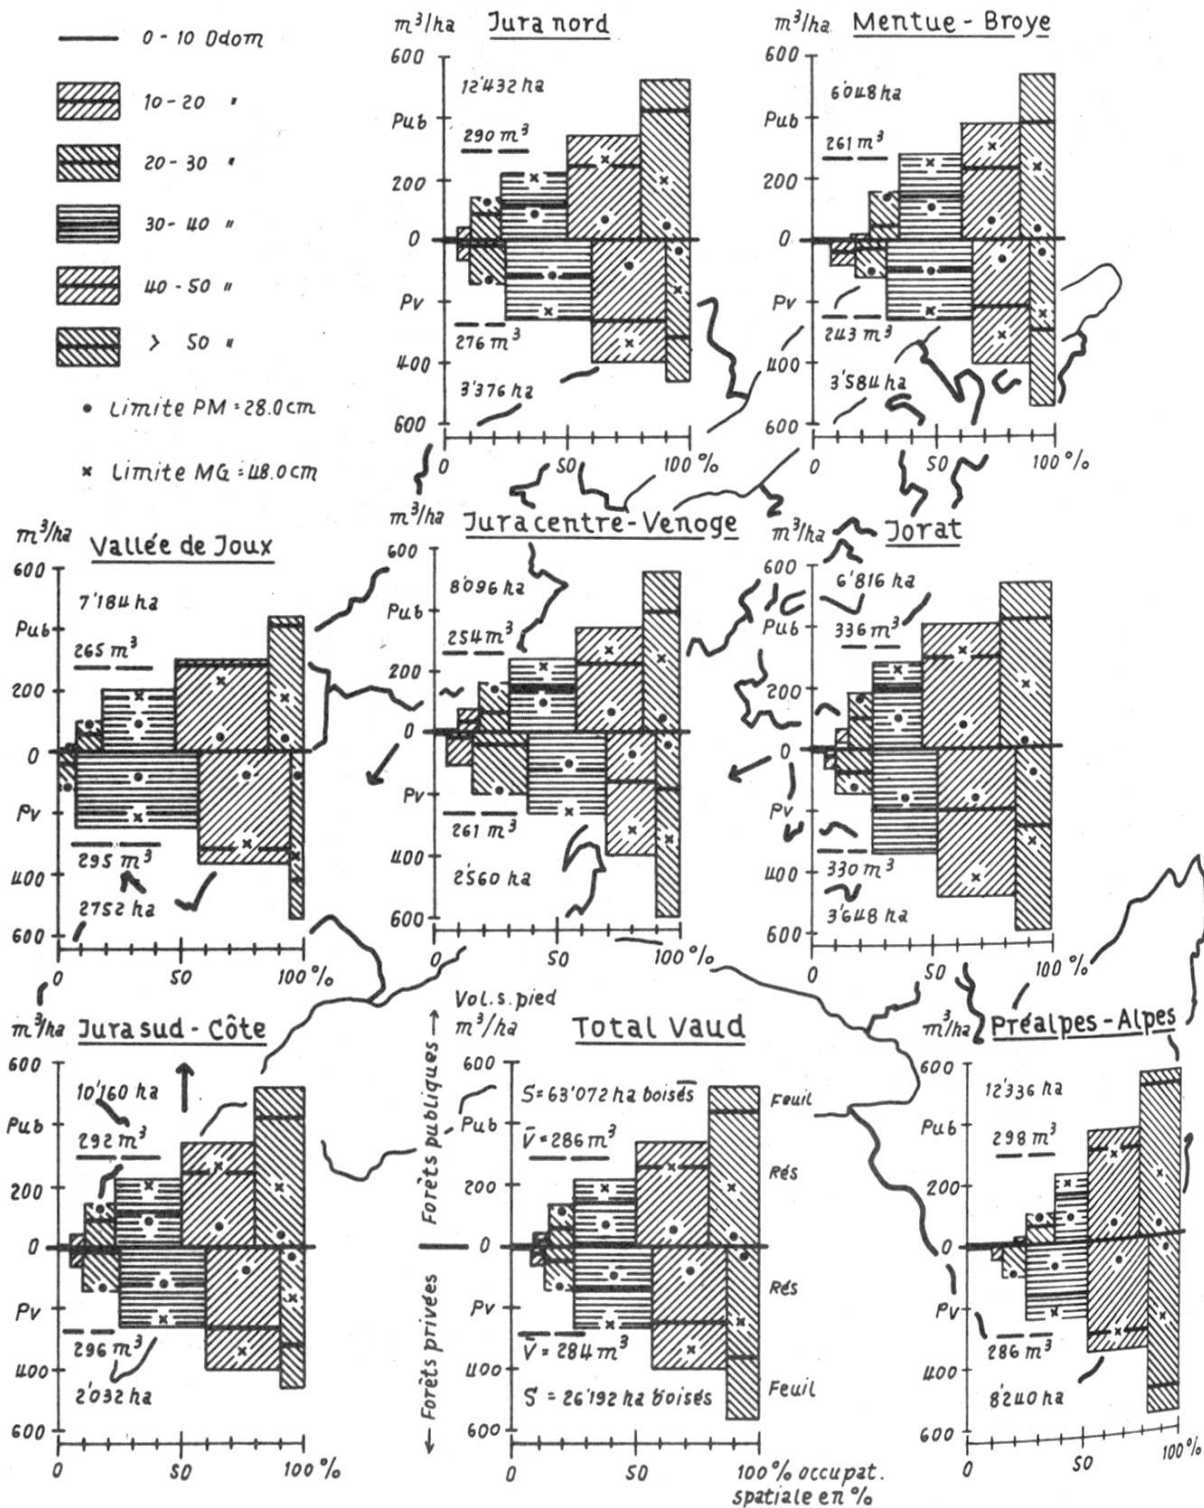 0-10 Ddom
10-20 "
20-30 "
30-40 "
40-50 "
> 50 "
• Limite PM = 28.0cm
× Limite MG = 48.0cm
m³/ha Jura nord
600
12'432 ha
Pub
290 m³
200
0
Pv
276 m³
400
3'376 ha
600
0 50 100%
m³/ha Mentue - Broye
600
6'048 ha
Pub
261 m³
200
0
Pv
243 m³
400
3'584 ha
600
0 50 100%
m³/ha Vallée de Joux
600
7'184 ha
Pub
265 m³
200
0
Pv
295 m³
400
2752 ha
600
0 50 100%
m³/ha Jura centre-Venoge
600
8'096 ha
Pub
254 m³
200
0
Pv
261 m³
400
2'560 ha
600
0 50 100%
m³/ha Jorat
600
6'816 ha
Pub
336 m³
200
0
Pv
330 m³
400
3'648 ha
600
0 50 100%
m³/ha Jura sud - Côte
600
10'160 ha
Pub
292 m³
200
0
Pv
296 m³
400
2'032 ha
600
0 50 100%
Vol. s. pied
m³/ha Total Vaud
600
S = 63'072 ha boisés
Feuil
Pub
V̄ = 286 m³
Rés
200
0
Rés
Pv
V̄ = 284 m³
400
S = 26'192 ha boisés
Feuil
600
0 50 100% occupat.
spatiale en %
← Forêts privées
Forêts publiques →
m³/ha Préalpes-Alpes
600
12'336 ha
Pub
298 m³
200
0
Pv
286 m³
400
8'240 ha
600
0 50 100%